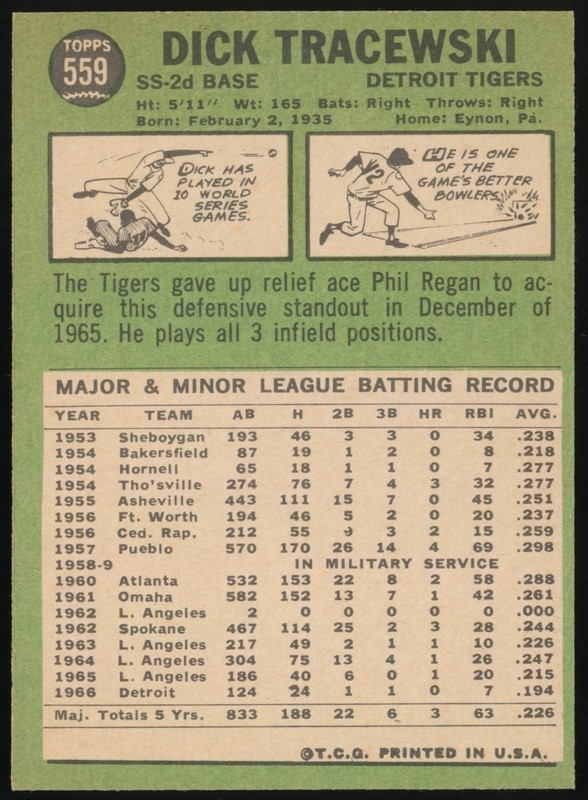 TOPPS
559
DICK TRACEWSKI
SS-2d BASE DETROIT TIGERS
Ht: 5'11" Wt: 165 Bats: Right Throws: Right
Born: February 2, 1935 Home: Eynon, Pa.
DICK HAS
PLAYED IN
10 WORLD
SERIES
GAMES.
HE IS ONE
OF THE
GAME'S BETTER
BOWLERS.
2
The Tigers gave up relief ace Phil Regan to ac-
quire this defensive standout in December of
1965. He plays all 3 infield positions.
MAJOR & MINOR LEAGUE BATTING RECORD
YEAR TEAM AB H 2B 3B HR RBI AVG.
1953 Sheboygan 193 46 3 3 0 34 .238
1954 Bakersfield 87 19 1 2 0 8 .218
1954 Hornell 65 18 1 1 0 7 .277
1954 Tho'sville 274 76 7 4 3 32 .277
1955 Asheville 443 111 15 7 0 45 .251
1956 Ft. Worth 194 46 5 2 0 20 .237
1956 Ced. Rap. 212 55 9 3 2 15 .259
1957 Pueblo 570 170 26 14 4 69 .298
1958-9 IN MILITARY SERVICE
1960 Atlanta 532 153 22 8 2 58 .288
1961 Omaha 582 152 13 7 1 42 .261
1962 L. Angeles 2 0 0 0 0 0 .000
1962 Spokane 467 114 25 2 3 28 .244
1963 L. Angeles 217 49 2 1 1 10 .226
1964 L. Angeles 304 75 13 4 1 26 .247
1965 L. Angeles 186 40 6 0 1 20 .215
1966 Detroit 124 24 1 1 0 7 .194
Maj. Totals 5 Yrs. 833 188 22 6 3 63 .226
©T.C.G. PRINTED IN U.S.A.